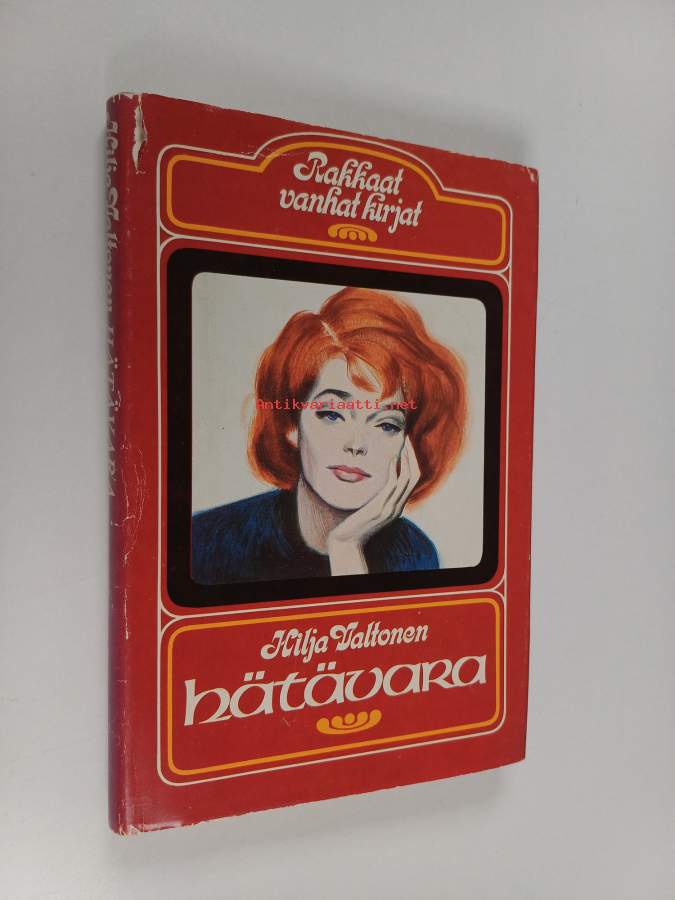 Rakkaat
vanhat kirjat
Antikvariaatti.net
Hilja Valtonen
hätävara
Hilja Valtonen HÄTÄVARA